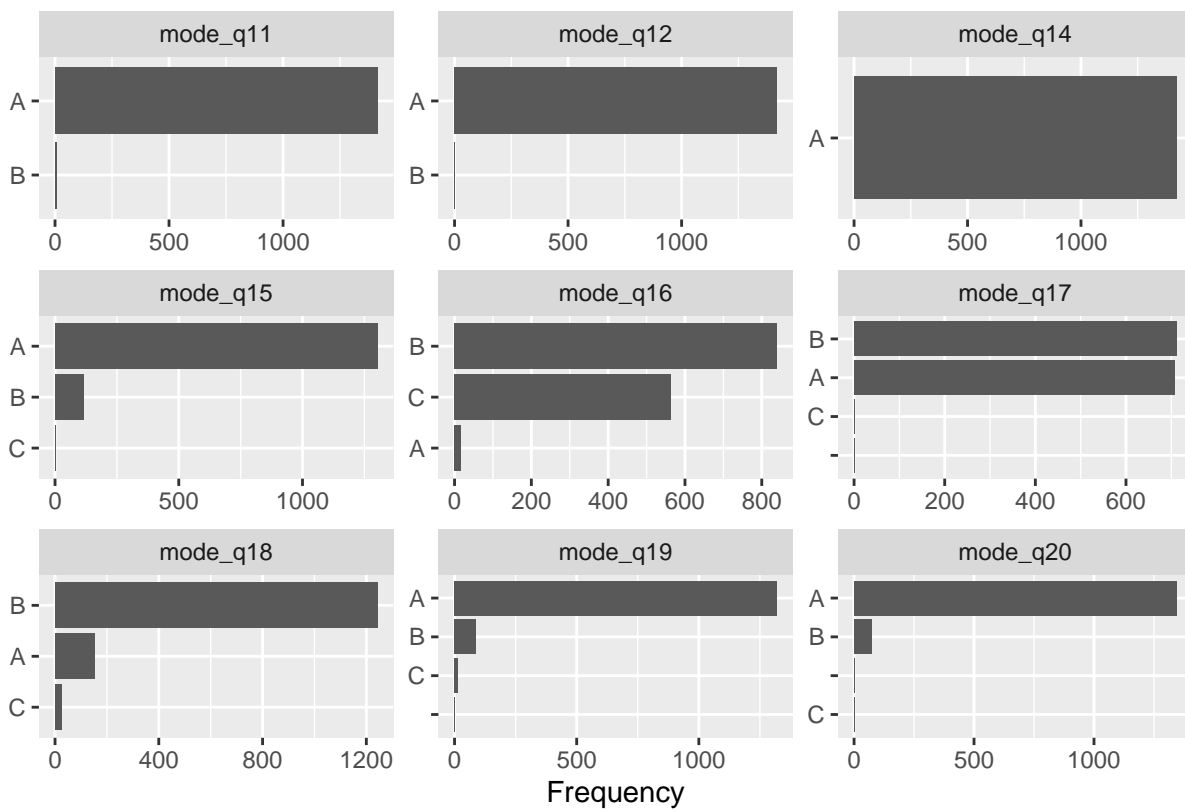 mode_q11 mode_q12 mode_q14
A A A
B B
0 500 1000 0 500 1000 0 500 1000
mode_q15 mode_q16 mode_q17
A B B
B C A
C A C
0 500 1000 0 200 400 600 800 0 200 400 600
mode_q18 mode_q19 mode_q20
B A A
A B B
C C C
0 400 800 1200 0 500 1000 0 500 1000
Frequency